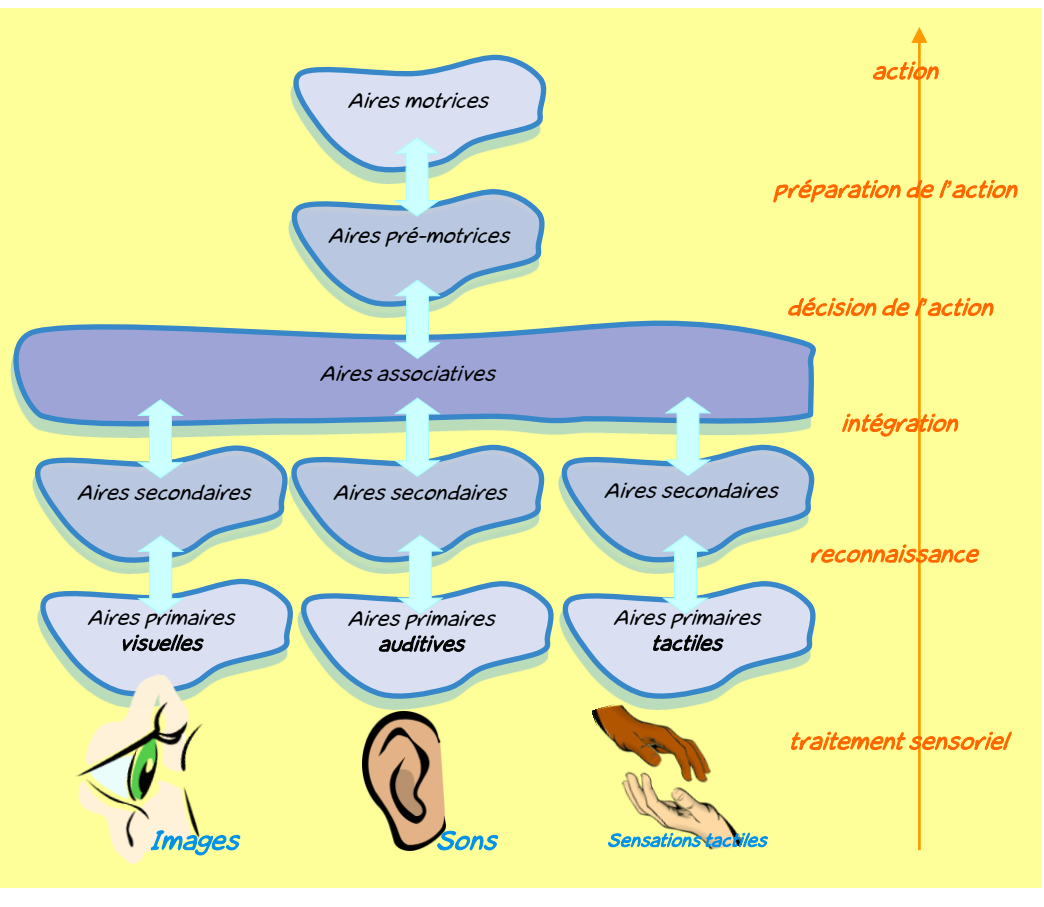 action
Aires motrices
préparation de l'action
Aires pré-motrices
décision de l'action
Aires associatives
intégration
Aires secondaires
Aires secondaires
Aires secondaires
reconnaissance
Aires primaires
visuelles
Aires primaires
auditives
Aires primaires
tactiles
traitement sensoriel
Images
Sons
Sensations tactiles